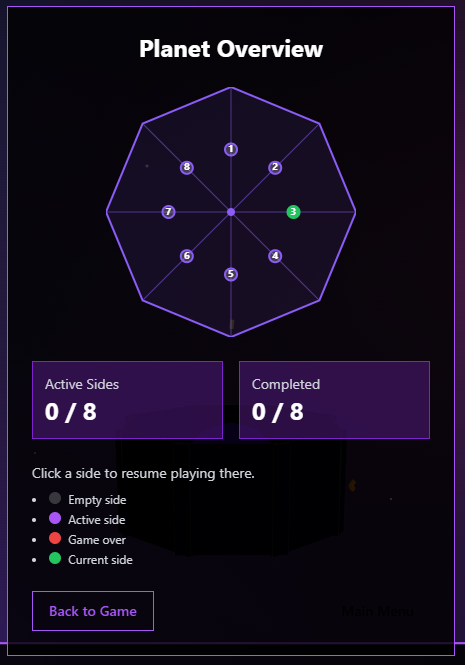 Planet Overview
1
8
2
7
3
6
4
5
Active Sides
0 / 8
Completed
0 / 8
Click a side to resume playing there.
Empty side
Active side
Game over
Current side
Back to Game
Main Menu